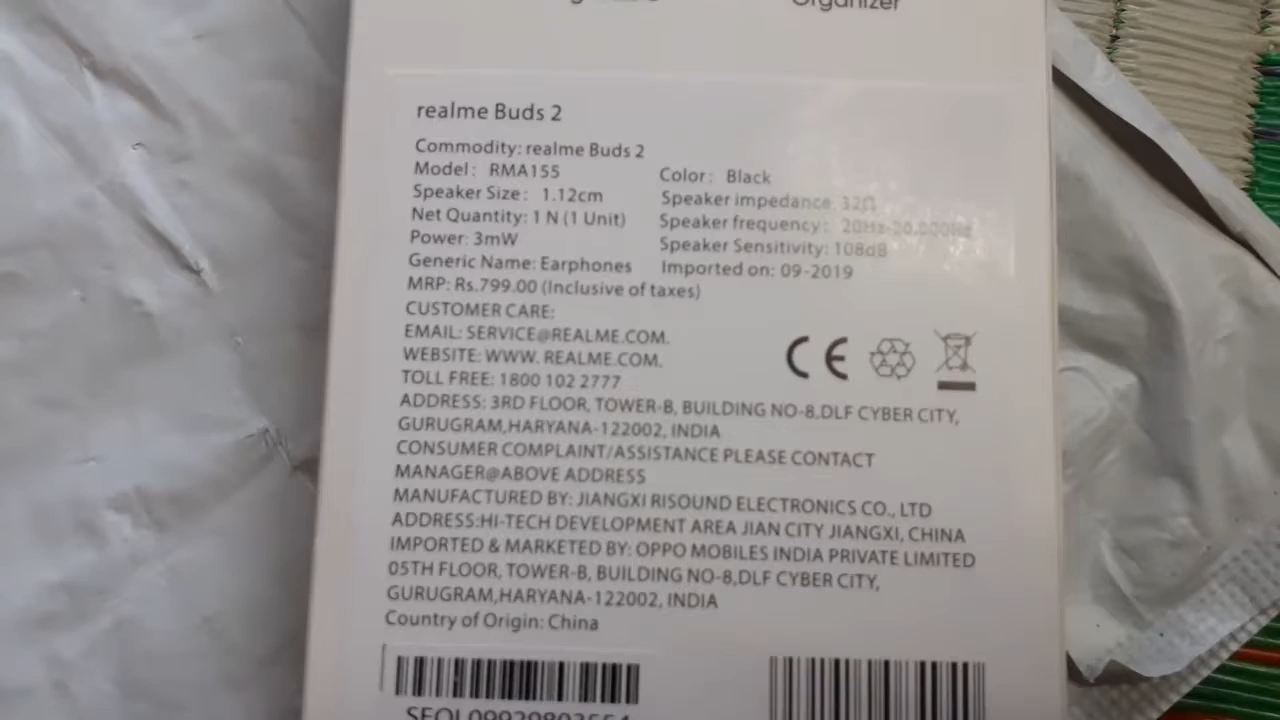 Organizer
realme Buds 2
Commodity: realme Buds 2
Model: RMA155
Color: Black
Speaker Size: 1.12cm
Speaker impedance: 32Ω
Net Quantity: 1 N (1 Unit)
Speaker frequency: 20Hz-20,000Hz
Power: 3mW
Speaker Sensitivity: 108dB
Generic Name: Earphones
Imported on: 09-2019
MRP: Rs.799.00 (Inclusive of taxes)
CUSTOMER CARE:
EMAIL: SERVICE@REALME.COM.
WEBSITE: WWW. REALME.COM.
TOLL FREE: 1800 102 2777
CE
ADDRESS: 3RD FLOOR, TOWER-B, BUILDING NO-8,DLF CYBER CITY,
GURUGRAM,HARYANA-122002, INDIA
CONSUMER COMPLAINT/ASSISTANCE PLEASE CONTACT
MANAGER@ABOVE ADDRESS
MANUFACTURED BY: JIANGXI RISOUND ELECTRONICS CO., LTD
ADDRESS:HI-TECH DEVELOPMENT AREA JIAN CITY JIANGXI, CHINA
IMPORTED & MARKETED BY: OPPO MOBILES INDIA PRIVATE LIMITED
05TH FLOOR, TOWER-B, BUILDING NO-8,DLF CYBER CITY,
GURUGRAM,HARYANA-122002, INDIA
Country of Origin: China